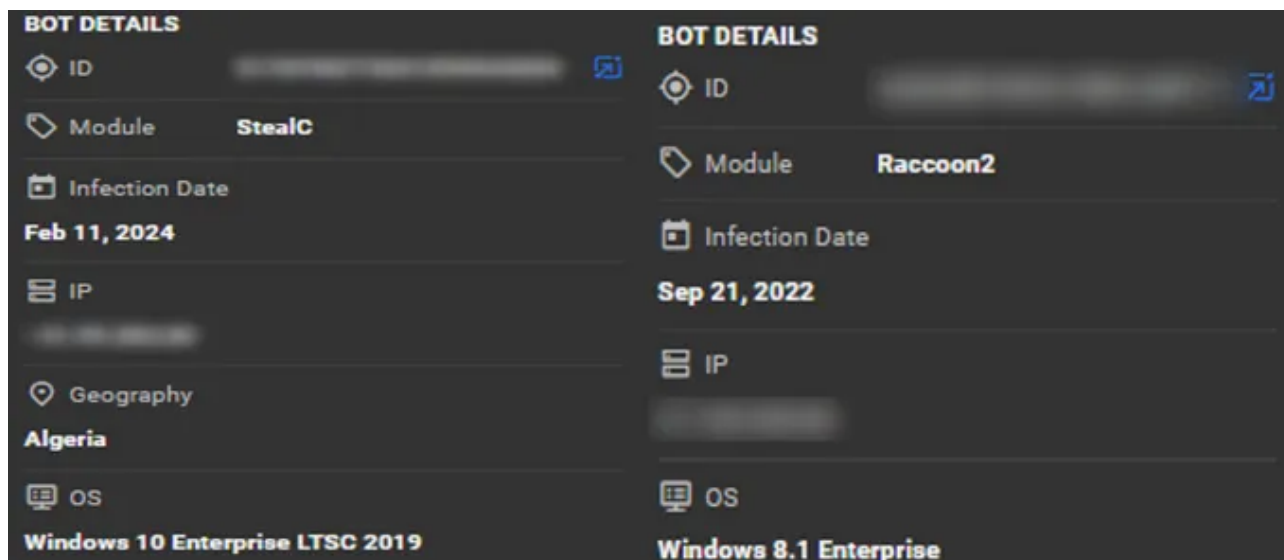 BOT DETAILS
ID
Module StealC
Infection Date
Feb 11, 2024
IP
Geography
Algeria
OS
Windows 10 Enterprise LTSC 2019
BOT DETAILS
ID
Module Raccoon2
Infection Date
Sep 21, 2022
IP
OS
Windows 8.1 Enterprise